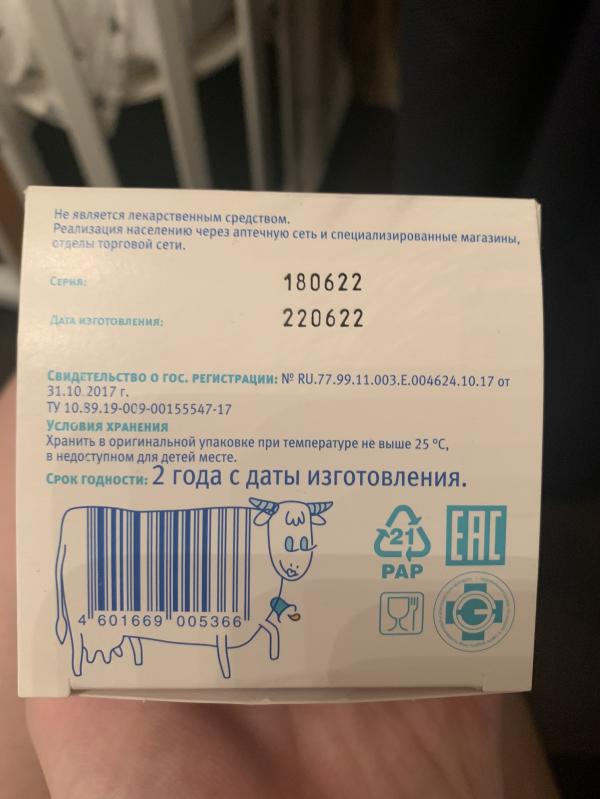 Не является лекарственным средством.
Реализация населению через аптечную сеть и специализированные магазины,
отделы торговой сети.
Серия: 180622
Дата изготовления: 220622
Свидетельство о гос. регистрации: № RU.77.99.11.003.E.004624.10.17 от
31.10.2017 г.
ТУ 10.89.19-009-00155547-17
Условия хранения
Хранить в оригинальной упаковке при температуре не выше 25 °C,
в недоступном для детей месте.
Срок годности: 2 года с даты изготовления.
4 601669 005366
21
PAP
EAC